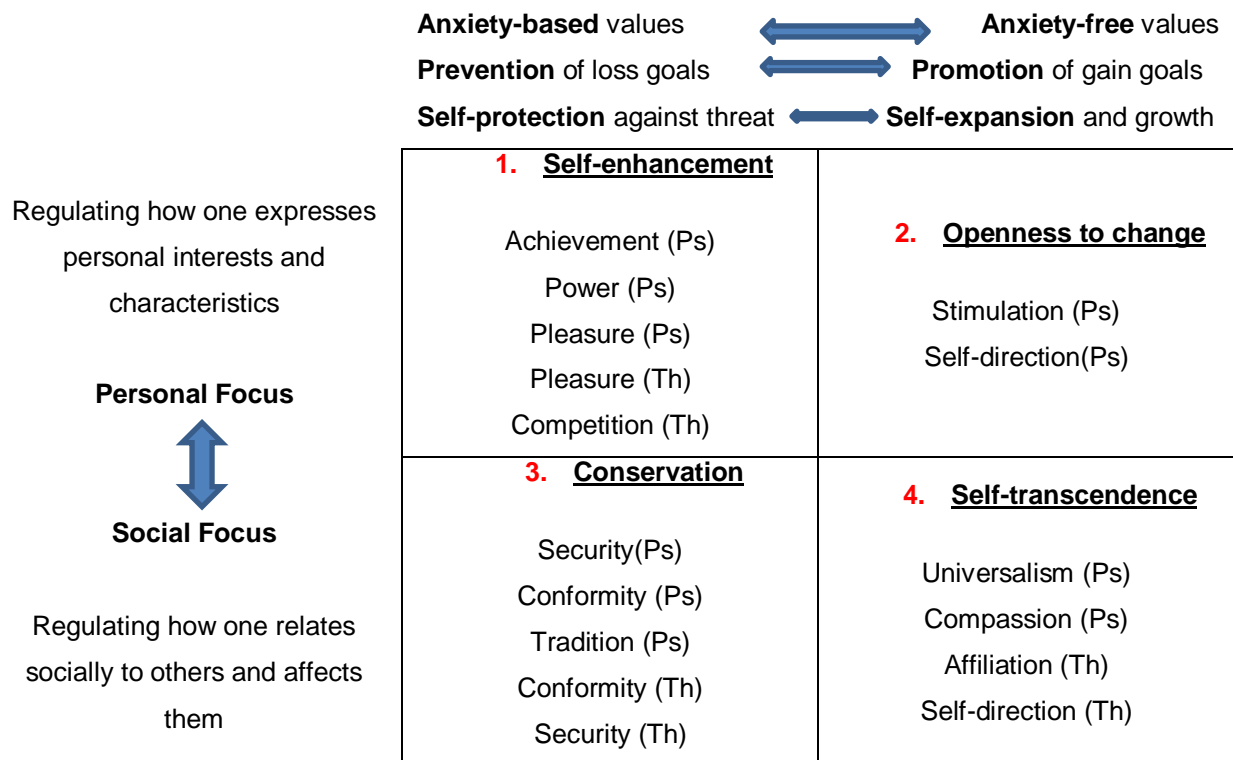 Anxiety-based values Anxiety-free values
Prevention of loss goals Promotion of gain goals
Self-protection against threat Self-expansion and growth
Regulating how one expresses
personal interests and
characteristics
Personal Focus
Social Focus
Regulating how one relates
socially to others and affects
them
1. Self-enhancement
Achievement (Ps)
Power (Ps)
Pleasure (Ps)
Pleasure (Th)
Competition (Th)
2. Openness to change
Stimulation (Ps)
Self-direction(Ps)
3. Conservation
Security(Ps)
Conformity (Ps)
Tradition (Ps)
Conformity (Th)
Security (Th)
4. Self-transcendence
Universalism (Ps)
Compassion (Ps)
Affiliation (Th)
Self-direction (Th)